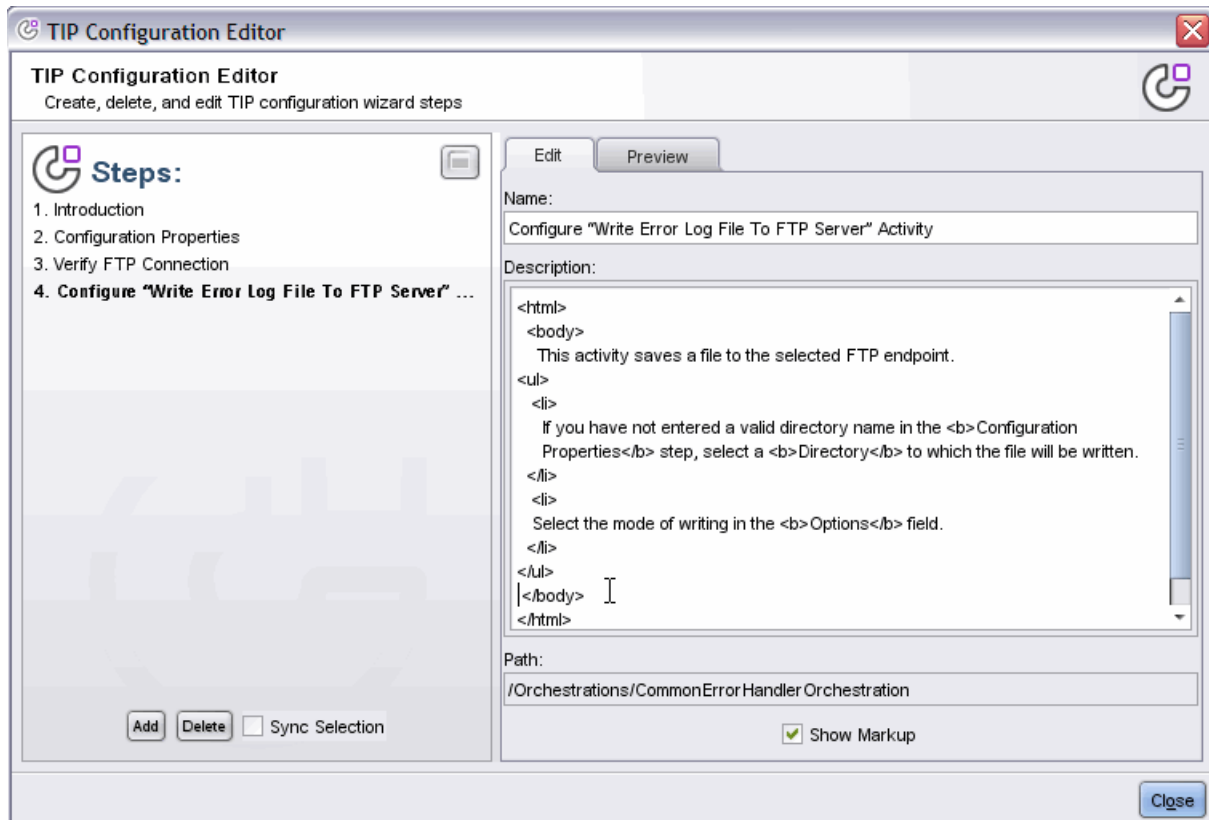 TIP Configuration Editor
TIP Configuration Editor
Create, delete, and edit TIP configuration wizard steps
Steps:
1. Introduction
2. Configuration Properties
3. Verify FTP Connection
4. Configure “Write Error Log File To FTP Server” ...
Add Delete Sync Selection
Edit Preview
Name:
Configure “Write Error Log File To FTP Server” Activity
Description:
<html>
<body>
This activity saves a file to the selected FTP endpoint.
<ul>
<li>
If you have not entered a valid directory name in the <b>Configuration
Properties</b> step, select a <b>Directory</b> to which the file will be written.
</li>
<li>
Select the mode of writing in the <b>Options</b> field.
</li>
</ul>
</body>
</html>
Path:
/Orchestrations/CommonErrorHandlerOrchestration
Show Markup
Close